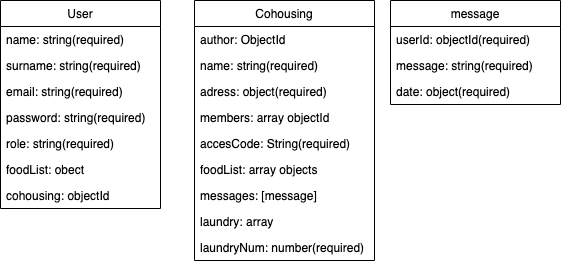 User
name: string(required)
surname: string(required)
email: string(required)
password: string(required)
role: string(required)
foodList: obect
cohousing: objectId
Cohousing
author: ObjectId
name: string(required)
adress: object(required)
members: array objectId
accesCode: String(required)
foodList: array objects
messages: [message]
laundry: array
laundryNum: number(required)
message
userId: objectId(required)
message: string(required)
date: object(required)